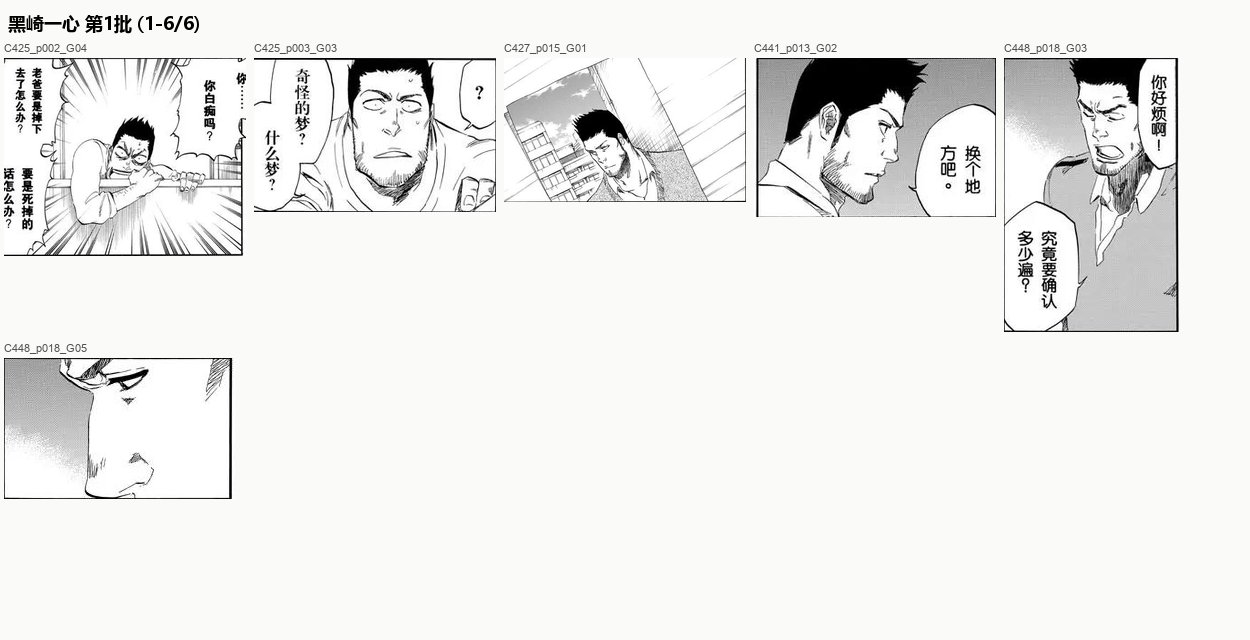 黑崎一心 第1批 (1-6/6)
C425_p002_G04
你……
你白痴吗？
老爸要是掉下
去了怎么办？
要是死掉的
话怎么办？
C425_p003_G03
？
奇怪的梦？
什么梦？
C427_p015_G01
C441_p013_G02
换个地
方吧。
C448_p018_G03
你好烦啊！
究竟要确认
多少遍？
C448_p018_G05